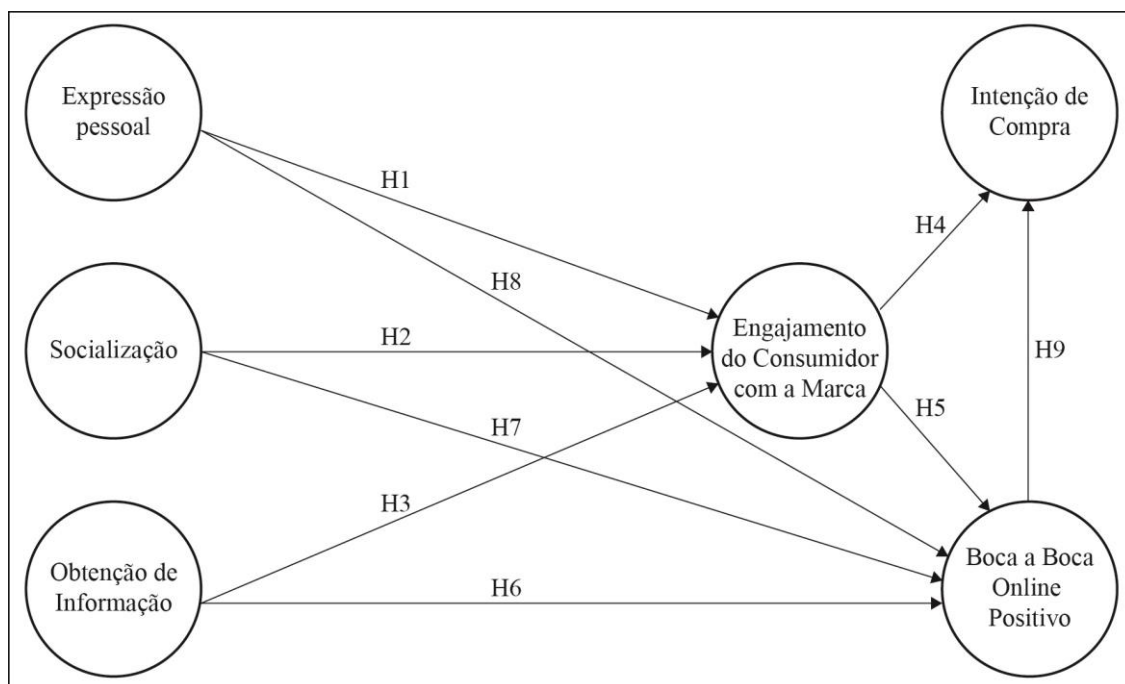 Expressão
pessoal
Intenção de
Compra
H1
H4
H8
Socialização
H2
Engajamento
do Consumidor
com a Marca
H9
H5
H7
H3
Obtenção de
Informação
H6
Boca a Boca
Online
Positivo